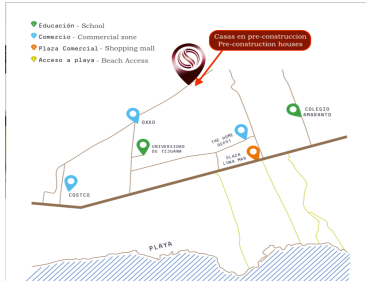 Educación - School
Comercio - Commercial zone
Plaza Comercial - Shopping mall
Acceso a playa - Beach Access
Casas en pre-construccion
Pre-construction houses
OXXO
COLEGIO
AMARANTO
THE HOME
DEPOT
UNIVERSIDAD
DE TIJUANA
PLAZA
LUNA MAR
COSTCO
PLAYA